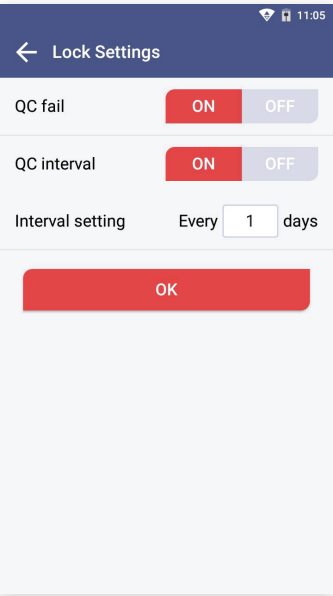 11:05
Lock Settings
QC fail ON OFF
QC interval ON OFF
Interval setting Every 1 days
OK